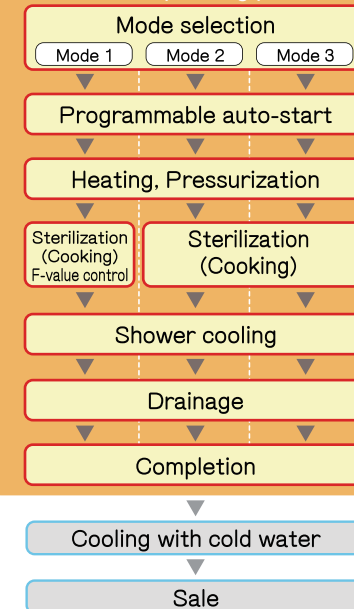 Mode selection
Mode 1 Mode 2 Mode 3
Programmable auto-start
Heating, Pressurization
Sterilization
(Cooking)
F-value control
Sterilization
(Cooking)
Shower cooling
Drainage
Completion
Cooling with cold water
Sale